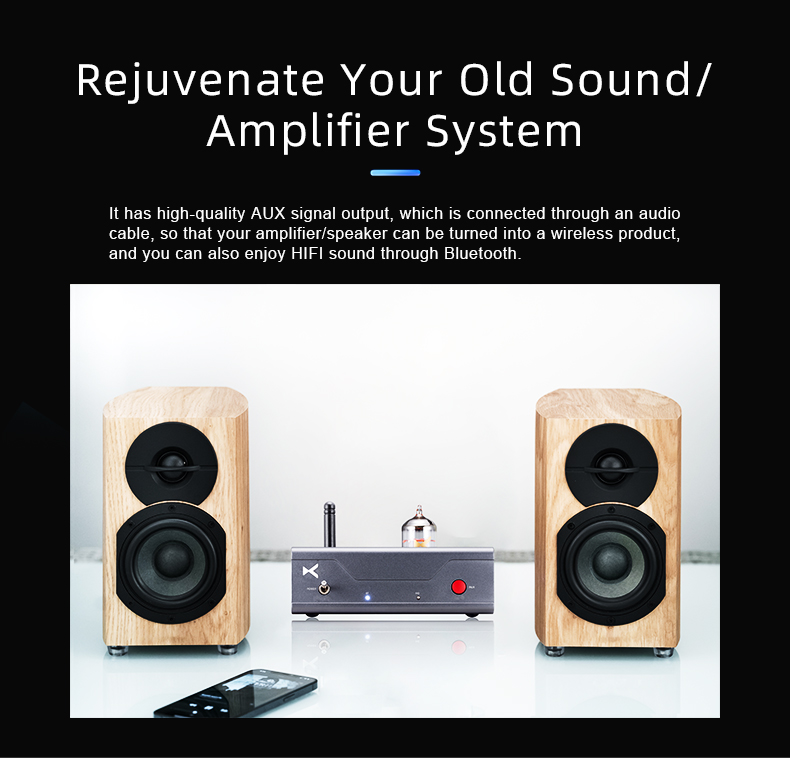 Rejuvenate Your Old Sound/
Amplifier System
It has high-quality AUX signal output, which is connected through an audio
cable, so that your amplifier/speaker can be turned into a wireless product,
and you can also enjoy HIFI sound through Bluetooth.